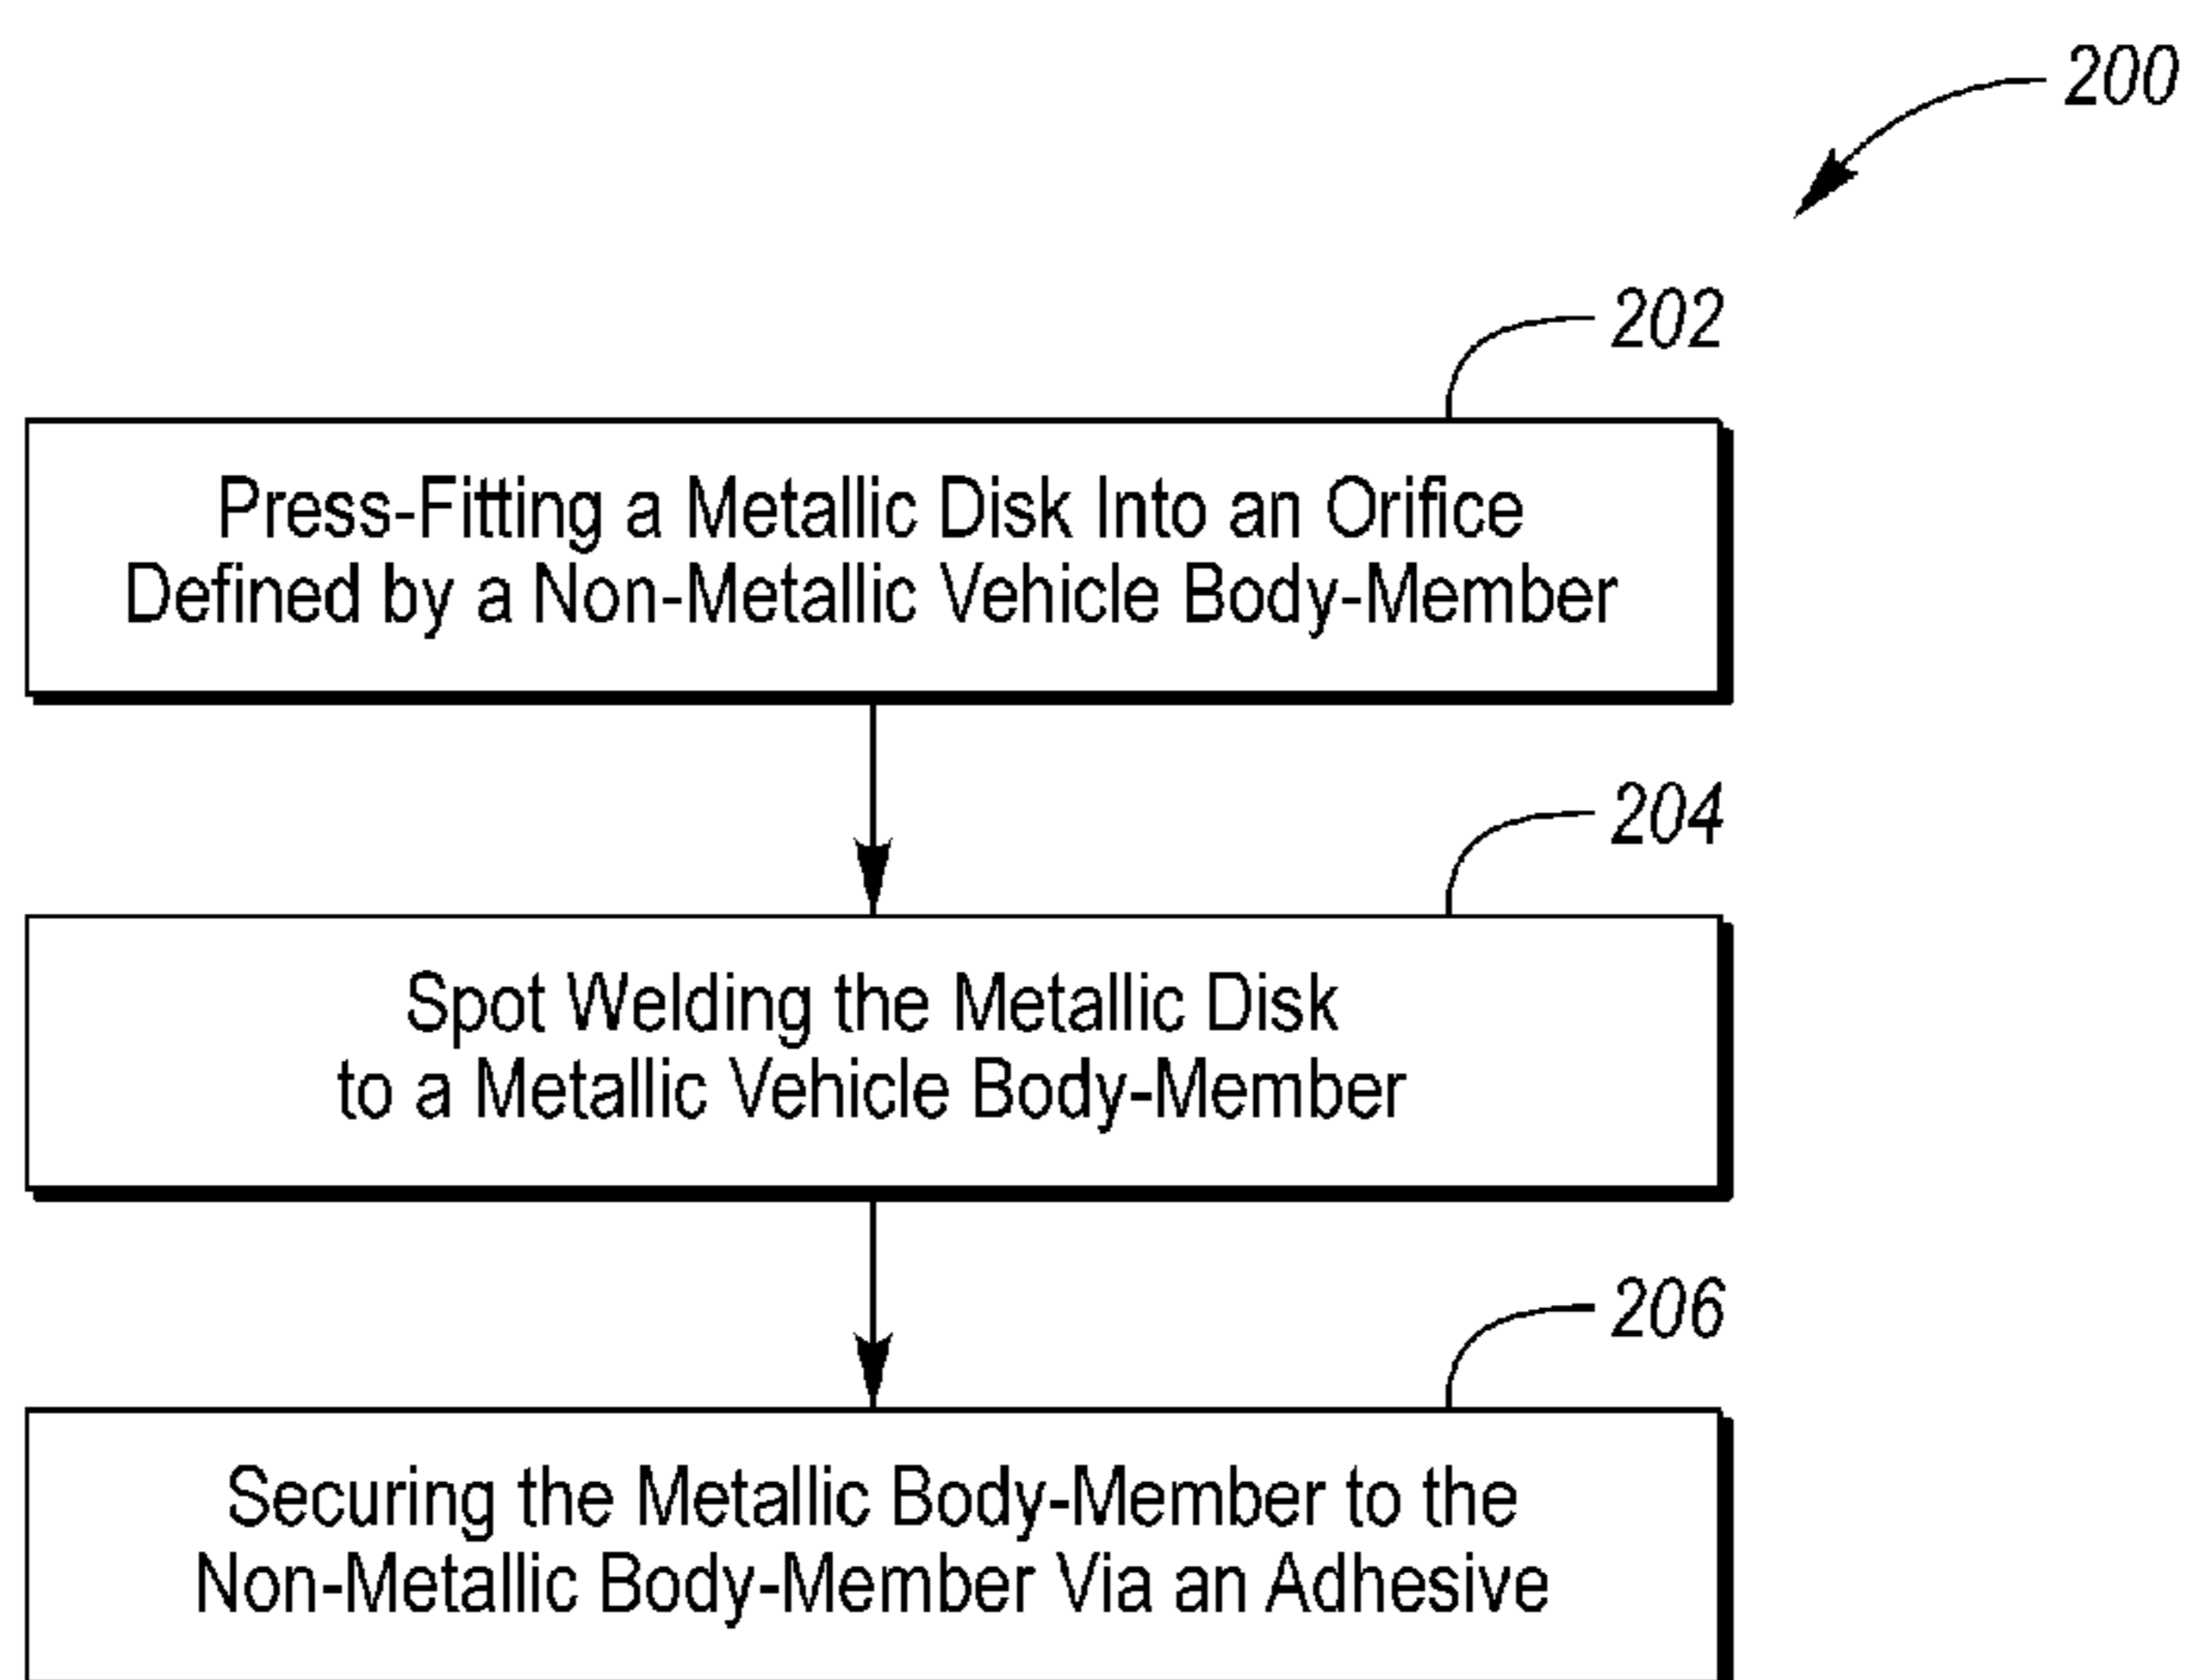 200
202
Press-Fitting a Metallic Disk Into an Orifice
Defined by a Non-Metallic Vehicle Body-Member
204
Spot Welding the Metallic Disk
to a Metallic Vehicle Body-Member
206
Securing the Metallic Body-Member to the
Non-Metallic Body-Member Via an Adhesive